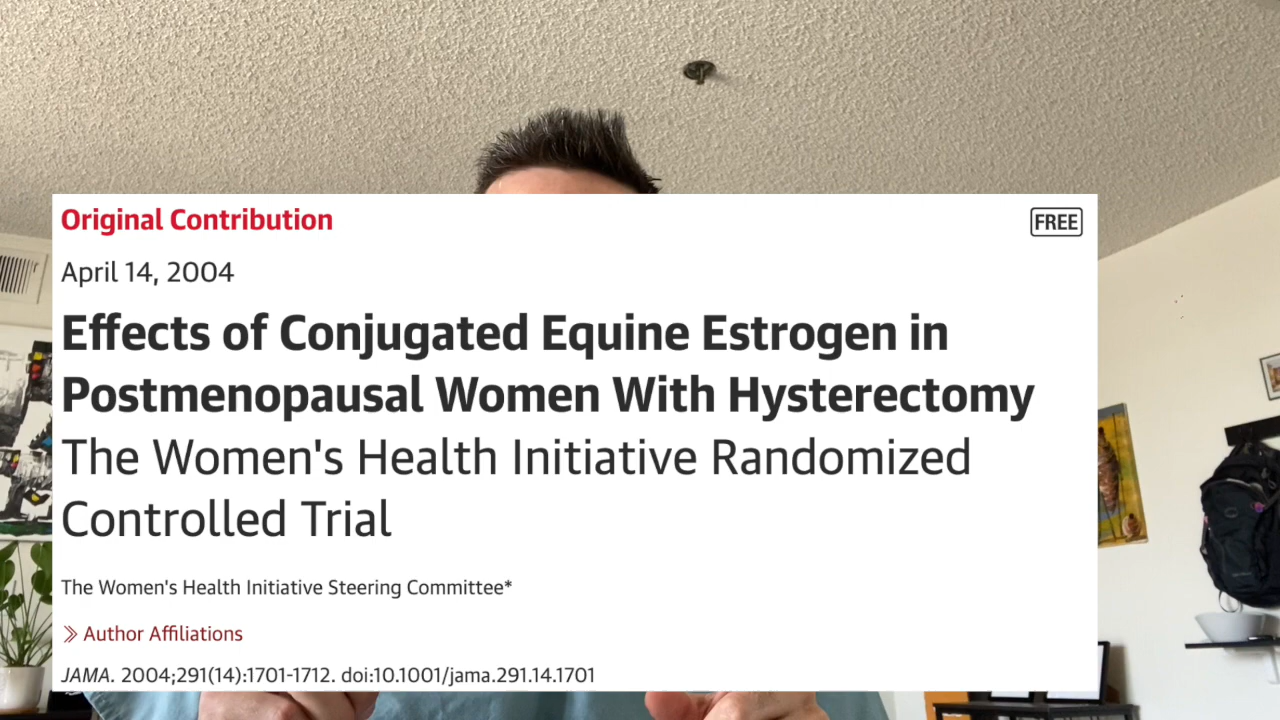 Original Contribution
FREE
April 14, 2004
Effects of Conjugated Equine Estrogen in
Postmenopausal Women With Hysterectomy
The Women's Health Initiative Randomized
Controlled Trial
The Women's Health Initiative Steering Committee*
Author Affiliations
JAMA. 2004;291(14):1701-1712. doi:10.1001/jama.291.14.1701